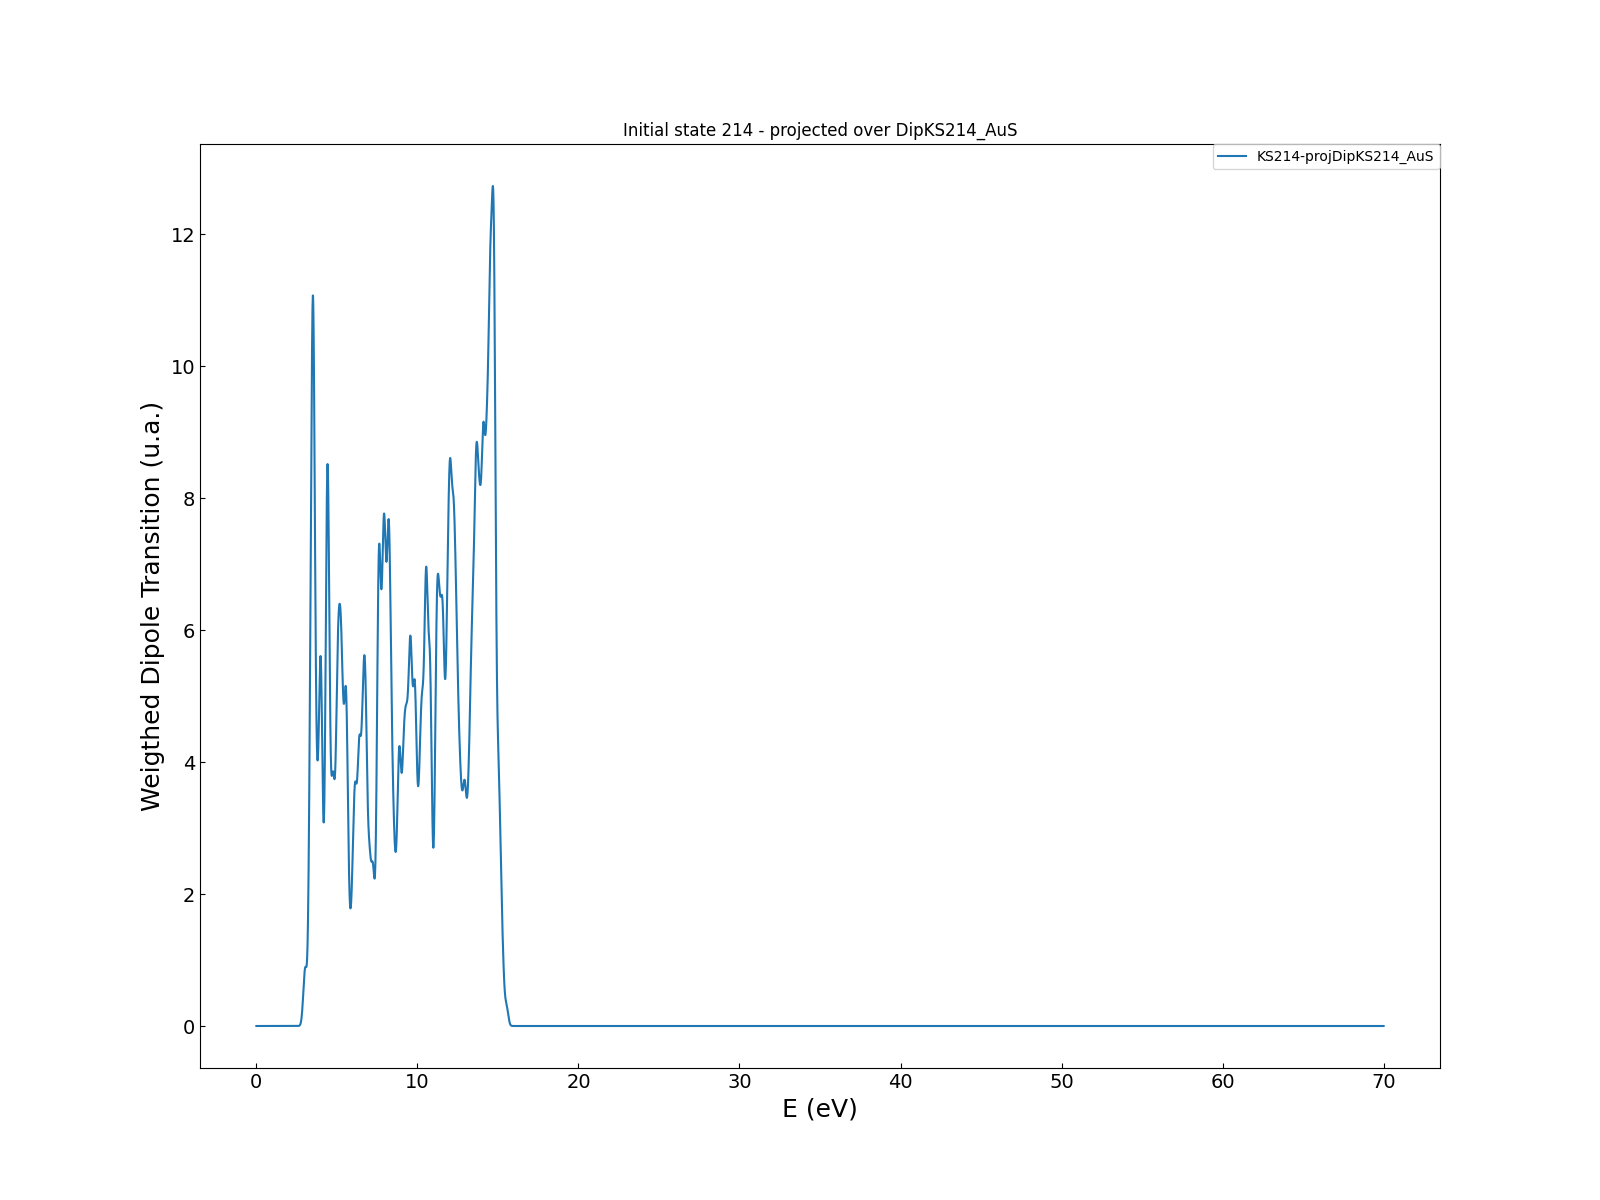 Initial state 214 - projected over DipKS214_AuS
KS214-projDipKS214_AuS
Weigthed Dipole Transition (u.a.)
12
10
8
6
4
2
0
0 10 20 30 40 50 60 70
E (eV)